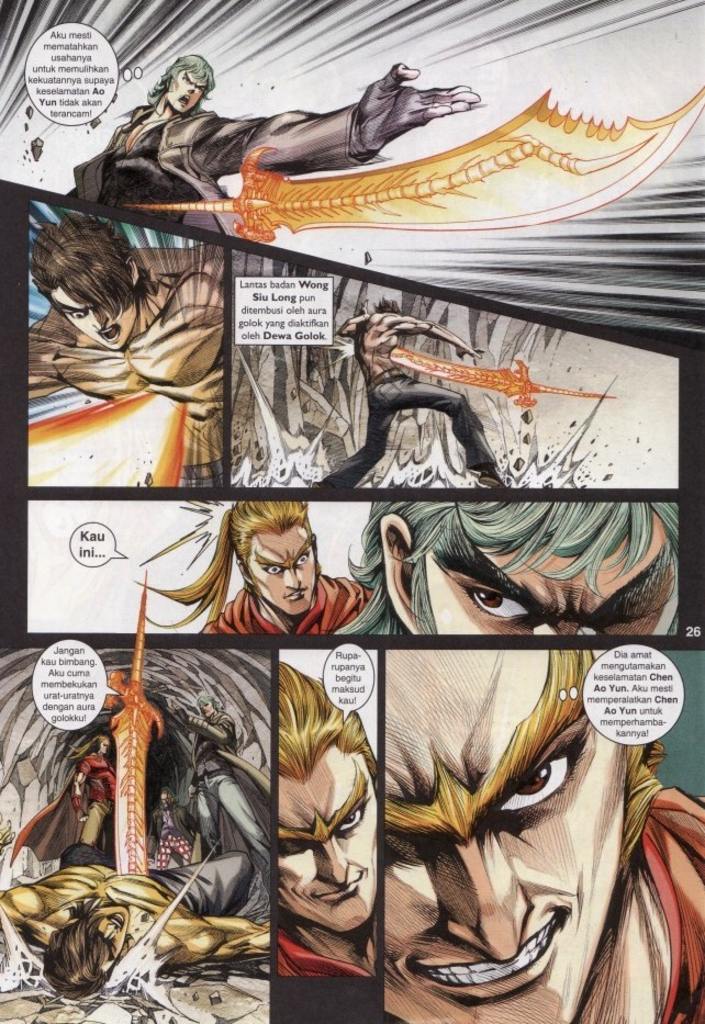 Aku mesti
mematahkan
usahanya
untuk memulihkan
kekuatannya supaya
keselamatan Ao
Yun tidak akan
terancam!
Lantas badan Wong
Siu Long pun
ditembusi oleh aura
golok yang diaktifkan
oleh Dewa Golok.
Kau
ini...
26
Jangan
kau bimbang.
Aku cuma
membekukan
urat-uratnya
dengan aura
golokku!
Rupa-
rupanya
begitu
maksud
kau!
Dia amat
mengutamakan
keselamatan Chen
Ao Yun. Aku mesti
memperalatkan Chen
Ao Yun untuk
memperhamba-
kannya!